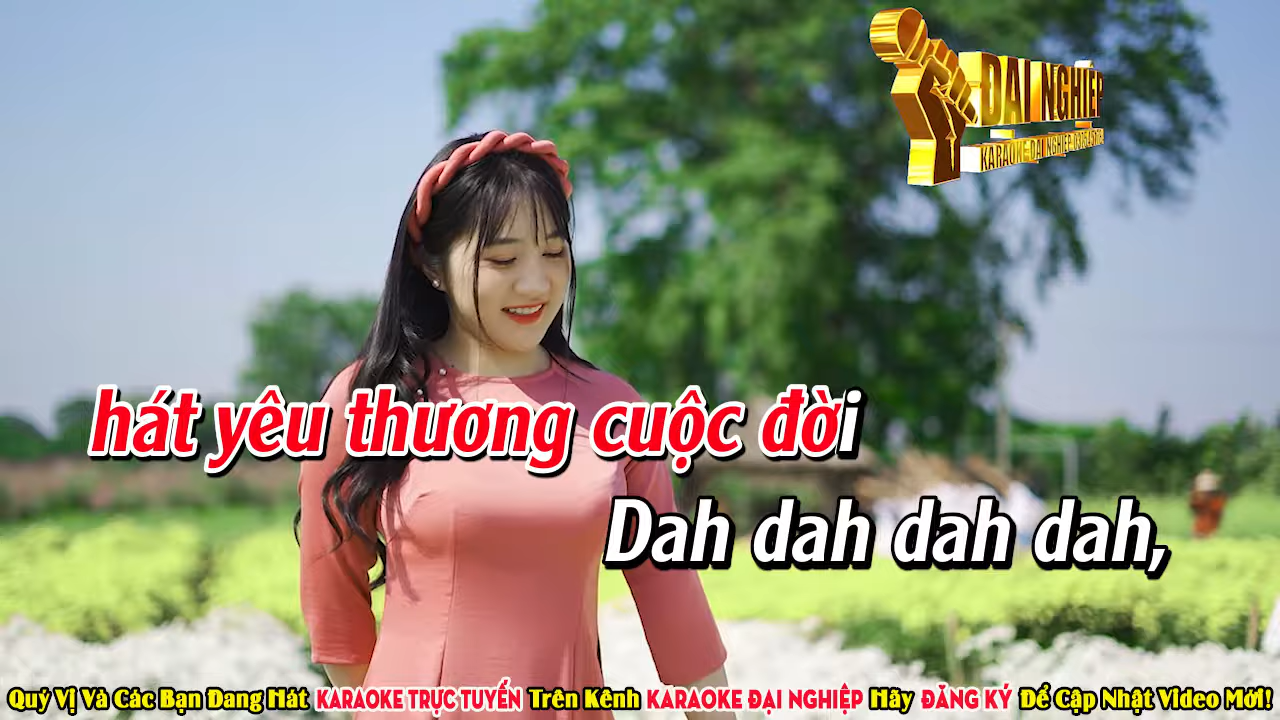 ĐẠI NGHIỆP
hát yêu thương cuộc đời
Dah dah dah dah,
Quý Vị Và Các Bạn Đang Hát KARAOKE TRỰC TUYẾN Trên Kênh KARAOKE ĐẠI NGHIỆP Hãy ĐĂNG KÝ Để Cập Nhật Video Mới!